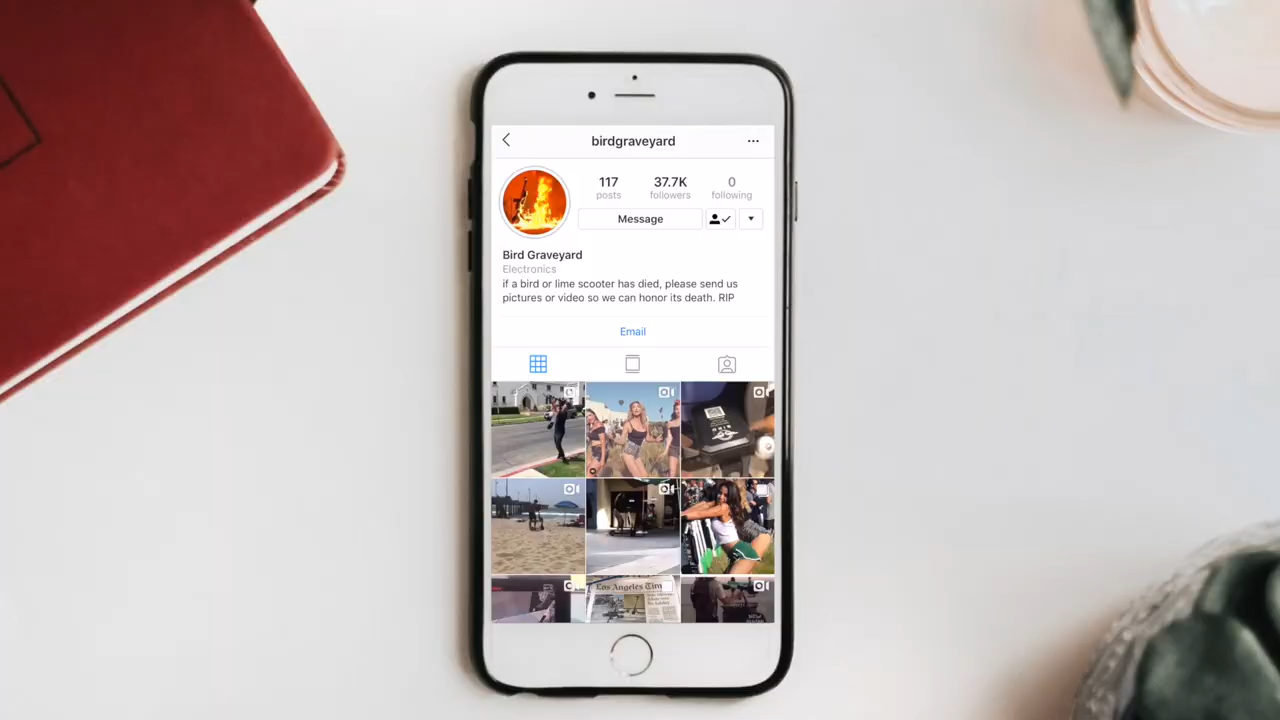 birdgraveyard
117
37.7K
0
posts
followers
following
Message
Bird Graveyard
Electronics
if a bird or lime scooter has died, please send us
pictures or video so we can honor its death. RIP
Email
BIRD
Los Angeles Tim